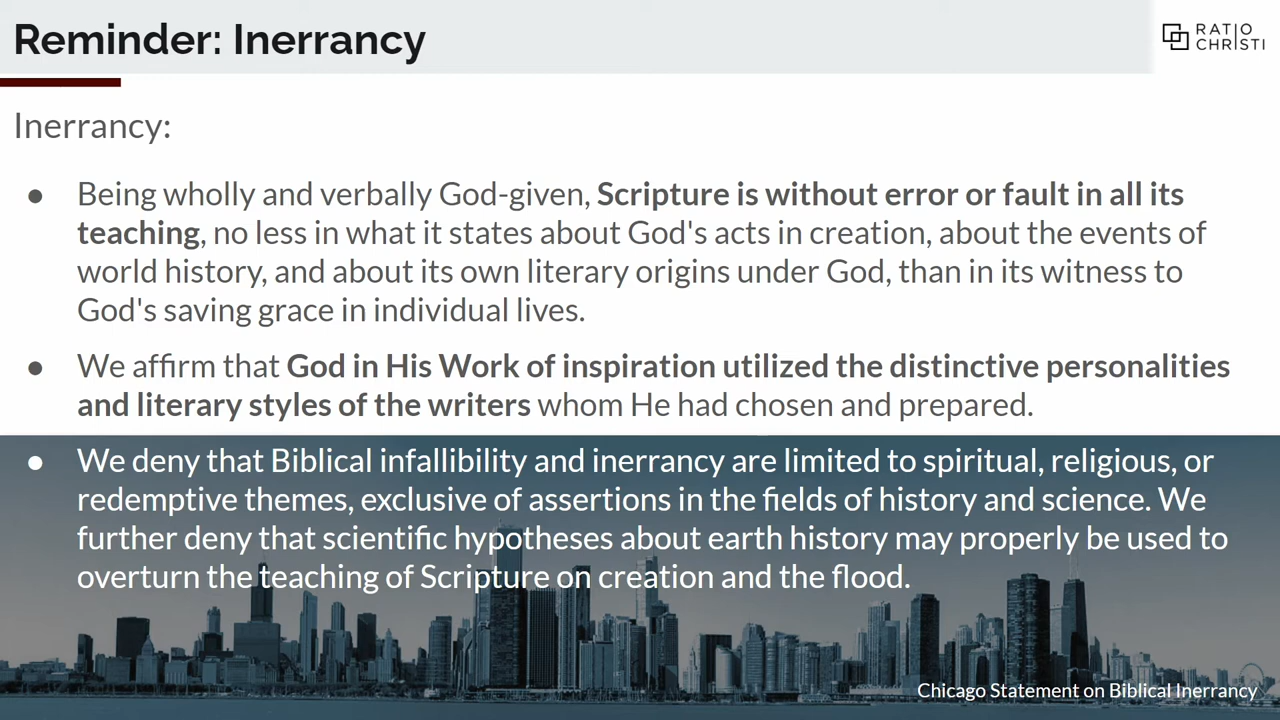 Reminder: Inerrancy
RATIO
CHRISTI
Inerrancy:
● Being wholly and verbally God-given, Scripture is without error or fault in all its
teaching, no less in what it states about God's acts in creation, about the events of
world history, and about its own literary origins under God, than in its witness to
God's saving grace in individual lives.
● We affirm that God in His Work of inspiration utilized the distinctive personalities
and literary styles of the writers whom He had chosen and prepared.
● We deny that Biblical infallibility and inerrancy are limited to spiritual, religious, or
redemptive themes, exclusive of assertions in the fields of history and science. We
further deny that scientific hypotheses about earth history may properly be used to
overturn the teaching of Scripture on creation and the flood.
Chicago Statement on Biblical Inerrancy